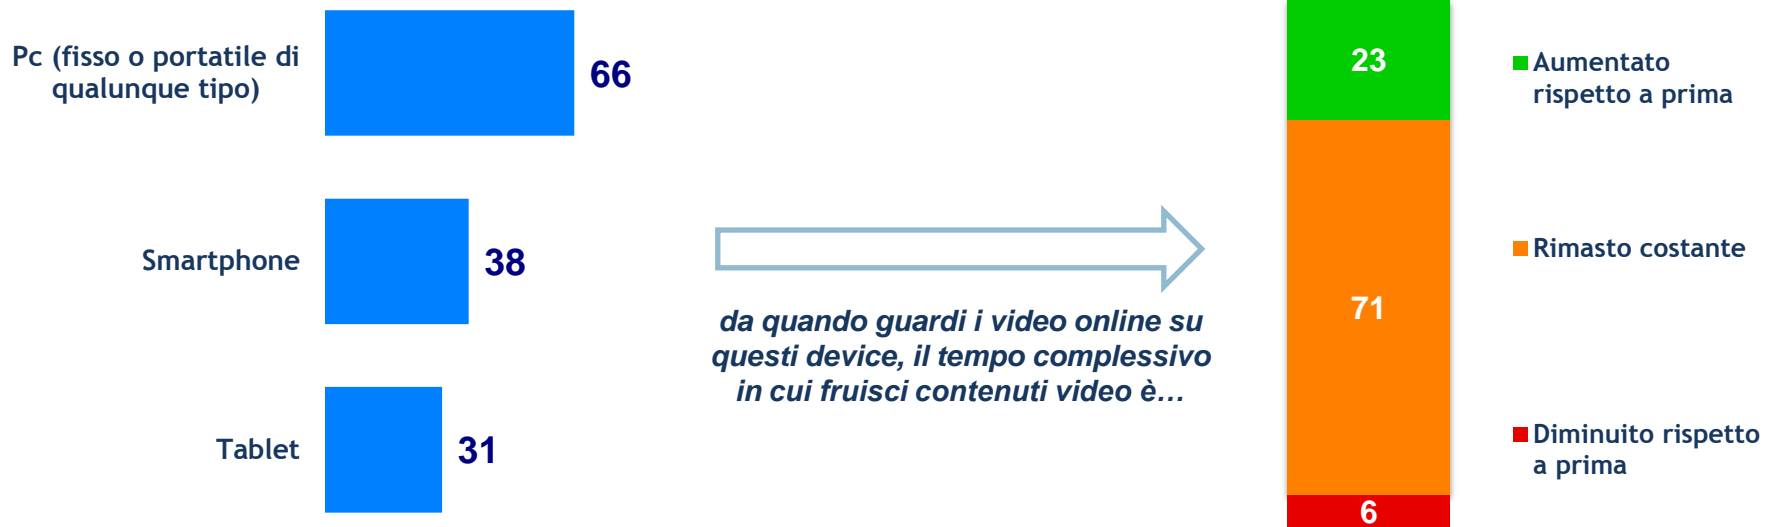 Pc (fisso o portatile di
qualunque tipo)
66
Smartphone
38
Tablet
31
da quando guardi i video online su
questi device, il tempo complessivo
in cui fruisci contenuti video è…
23
71
6
Aumentato
rispetto a prima
Rimasto costante
Diminuito rispetto
a prima